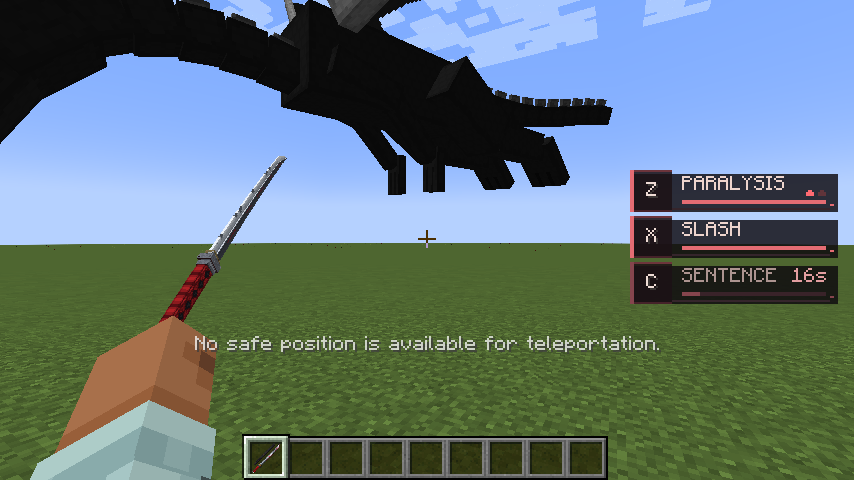 Z PARALYSIS
X SLASH
C SENTENCE 16s
No safe position is available for teleportation.